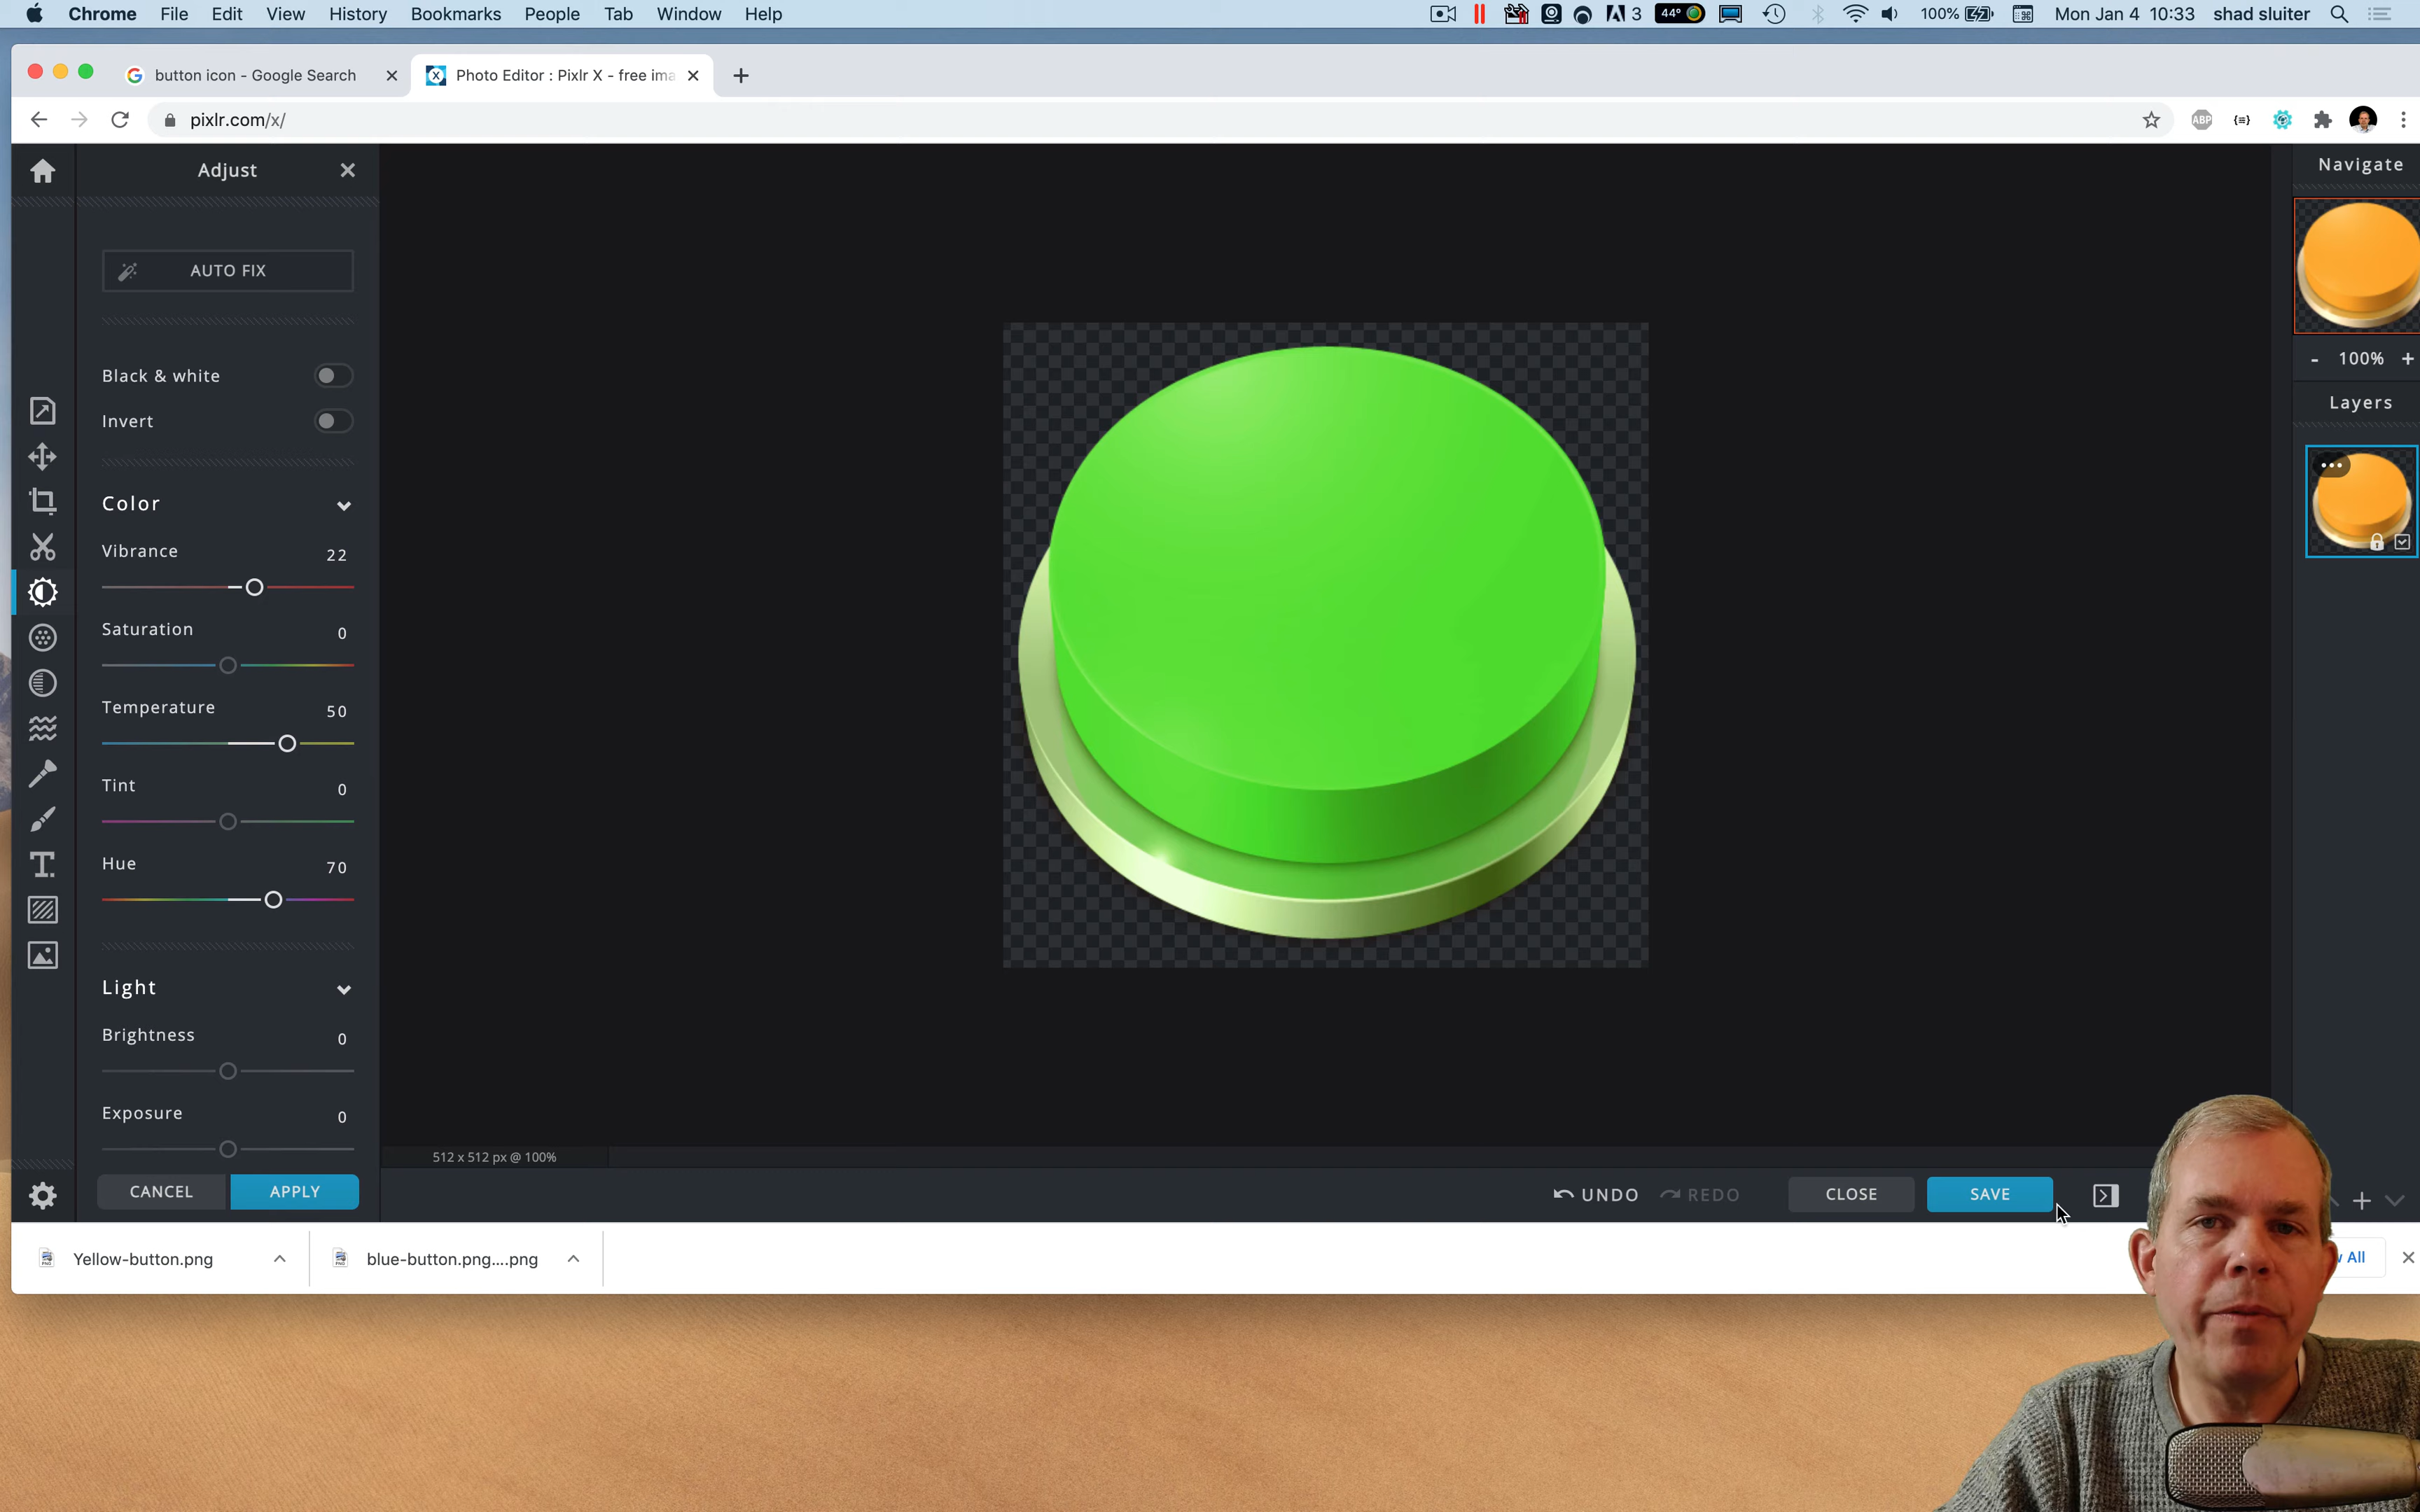 Chrome File Edit View History Bookmarks People Tab Window Help 3 44° 100% Mon Jan 4 10:33 shad sluiter
button icon - Google Search
Photo Editor : Pixlr X - free ima
pixlr.com/x/
ABP
Adjust
Navigate
AUTO FIX
- 100% +
Black & white
Invert
Layers
Color
Vibrance 22
Saturation 0
Temperature 50
Tint 0
Hue 70
Light
Brightness 0
Exposure 0
512 x 512 px @ 100%
CANCEL APPLY
UNDO REDO CLOSE SAVE
Yellow-button.png
blue-button.png....png
All